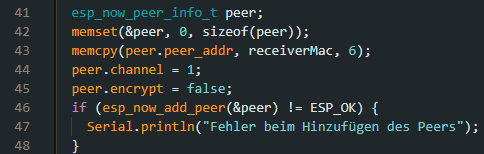 41 esp_now_peer_info_t peer;
42 memset(&peer, 0, sizeof(peer));
43 memcpy(peer.peer_addr, receiverMac, 6);
44 peer.channel = 1;
45 peer.encrypt = false;
46 if (esp_now_add_peer(&peer) != ESP_OK) {
47 Serial.println("Fehler beim Hinzufügen des Peers");
48 }